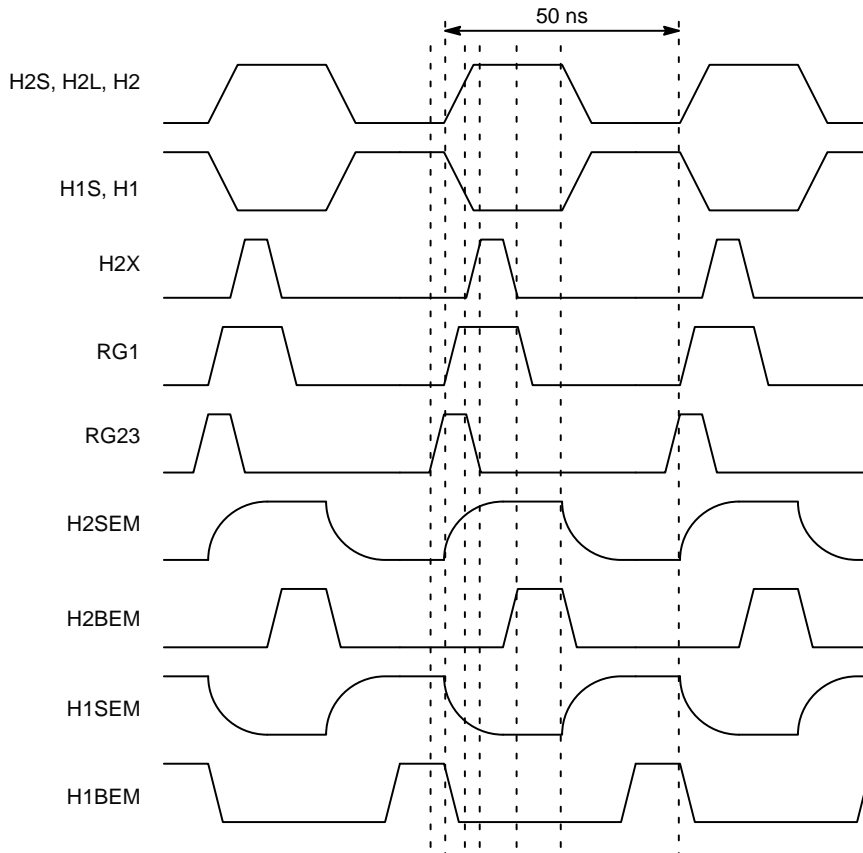 50 ns
H2S, H2L, H2
H1S, H1
H2X
RG1
RG23
H2SEM
H2BEM
H1SEM
H1BEM